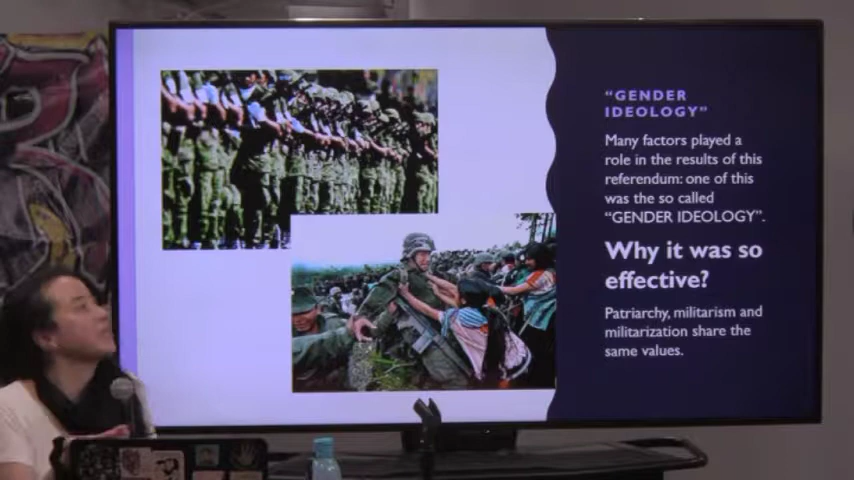 "GENDER
IDEOLOGY"
Many factors played a
role in the results of this
referendum: one of this
was the so called
"GENDER IDEOLOGY".
Why it was so
effective?
Patriarchy, militarism and
militarization share the
same values.